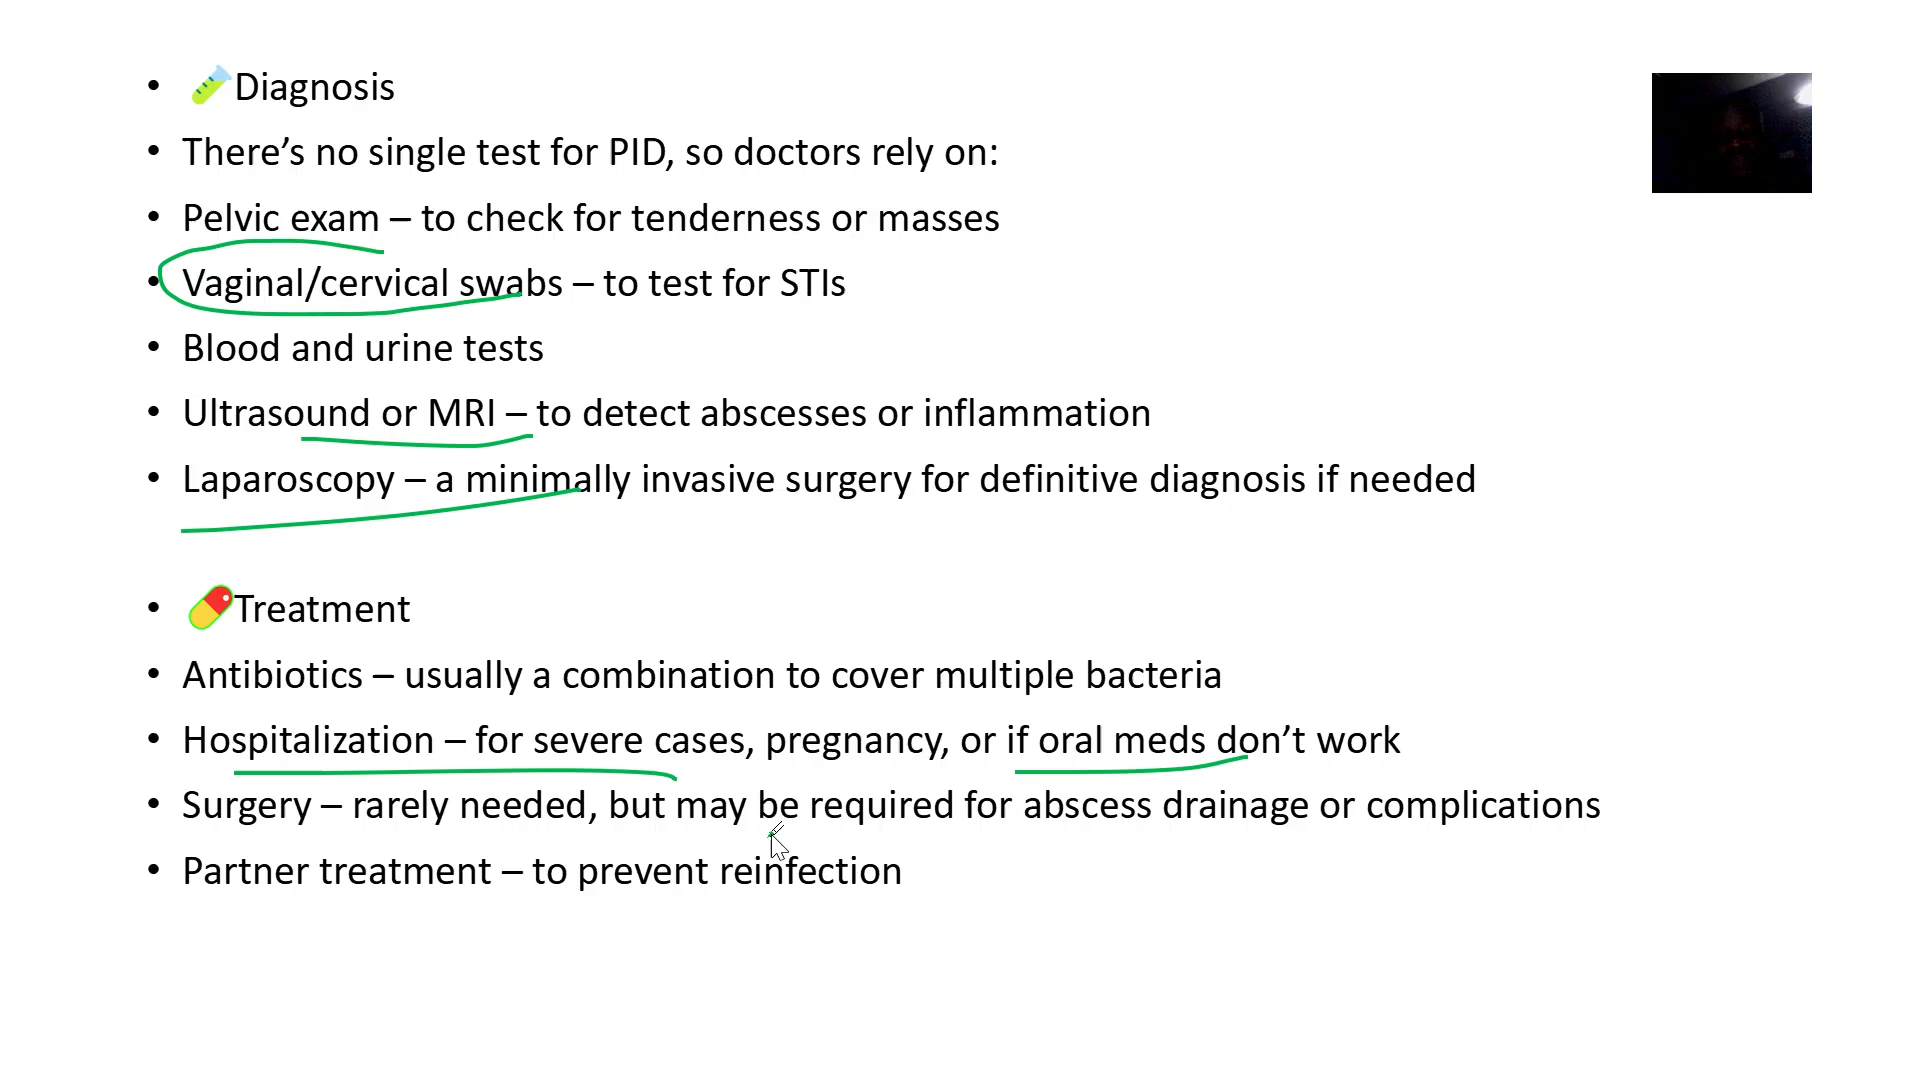 • Diagnosis
• There’s no single test for PID, so doctors rely on:
• Pelvic exam – to check for tenderness or masses
• Vaginal/cervical swabs – to test for STIs
• Blood and urine tests
• Ultrasound or MRI – to detect abscesses or inflammation
• Laparoscopy – a minimally invasive surgery for definitive diagnosis if needed
• Treatment
• Antibiotics – usually a combination to cover multiple bacteria
• Hospitalization – for severe cases, pregnancy, or if oral meds don’t work
• Surgery – rarely needed, but may be required for abscess drainage or complications
• Partner treatment – to prevent reinfection